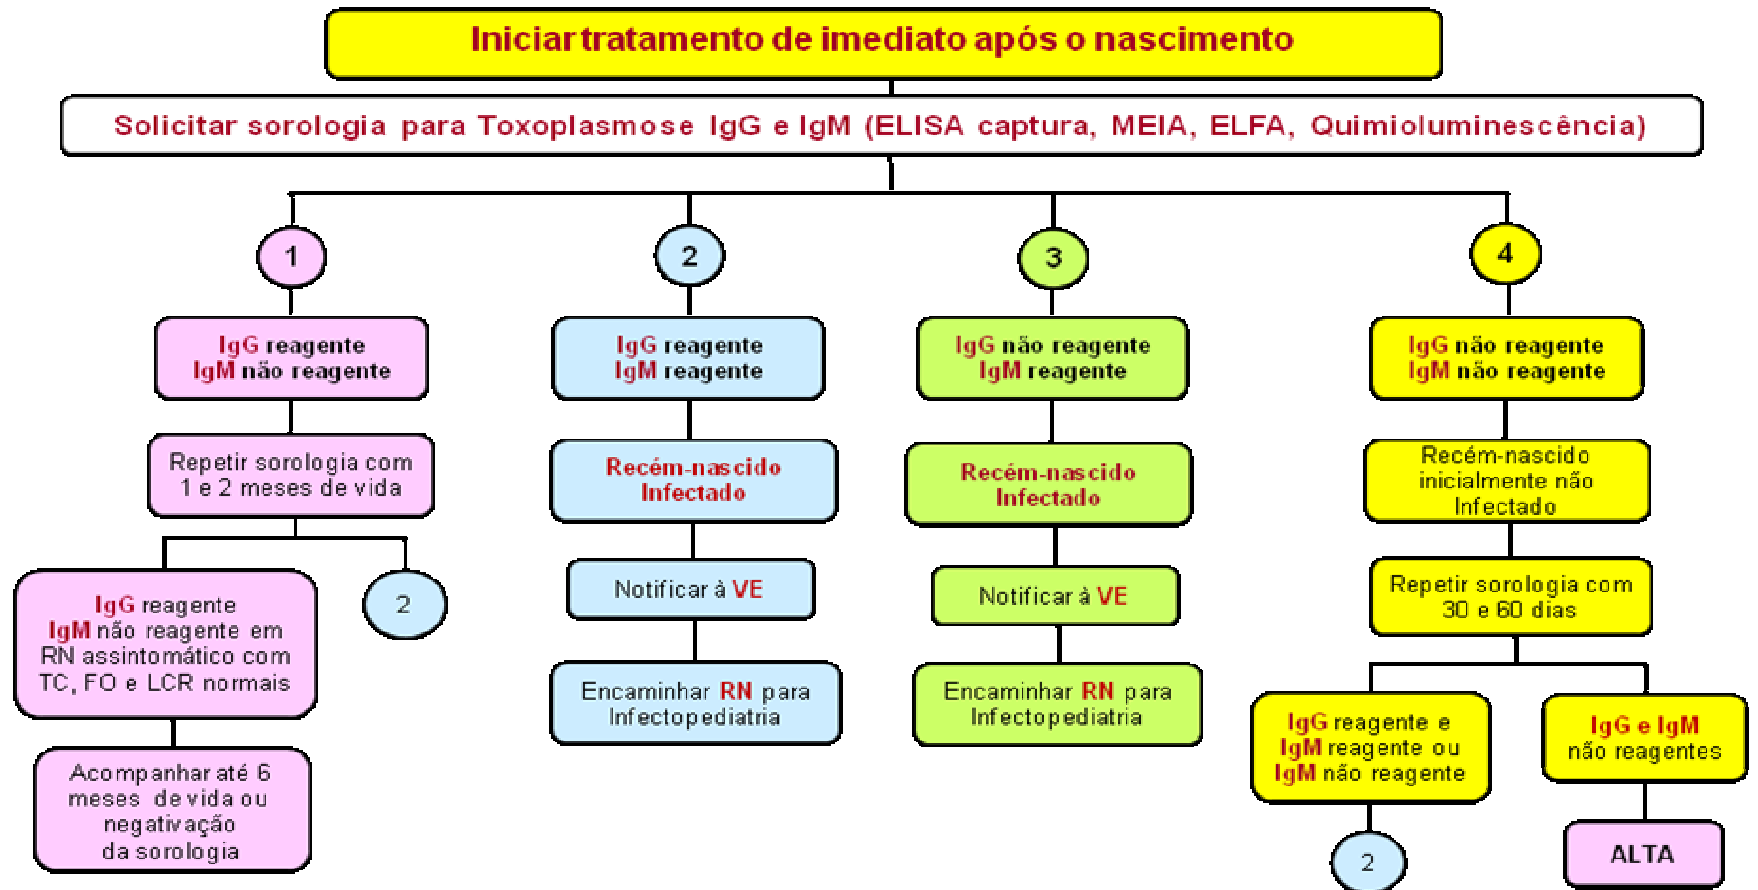 Iniciar tratamento de imediato após o nascimento
Solicitar sorologia para Toxoplasmose IgG e IgM (ELISA captura, MEIA, ELFA, Quimioluminescência)
1
IgG reagente
IgM não reagente
Repetir sorologia com
1 e 2 meses de vida
IgG reagente
IgM não reagente em
RN assintomático com
TC, FO e LCR normais
Acompanhar até 6
meses de vida ou
negativação
da sorologia
2
2
IgG reagente
IgM reagente
Recém-nascido
Infectado
Notificar à VE
Encaminhar RN para
Infectopediatria
3
IgG não reagente
IgM reagente
Recém-nascido
Infectado
Notificar à VE
Encaminhar RN para
Infectopediatria
4
IgG não reagente
IgM não reagente
Recém-nascido
inicialmente não
Infectado
Repetir sorologia com
30 e 60 dias
IgG reagente e
IgM reagente ou
IgM não reagente
2
IgG e IgM
não reagentes
ALTA